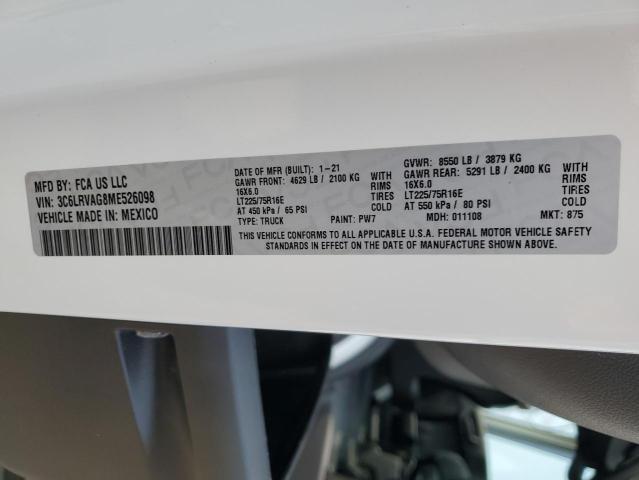 MFD BY: FCA US LLC
VIN: 3C6LRVAG8ME526098
VEHICLE MADE IN: MEXICO
DATE OF MFR (BUILT): 1-21 GVWR: 8550 LB / 3879 KG
GAWR FRONT: 4629 LB / 2100 KG WITH GAWR REAR: 5291 LB / 2400 KG WITH
16X6.0 RIMS 16X6.0 RIMS
LT225/75R16E TIRES LT225/75R16E TIRES
AT 450 kPa / 65 PSI COLD AT 550 kPa / 80 PSI COLD
TYPE: TRUCK PAINT: PW7 MDH: 011108 MKT: 875
THIS VEHICLE CONFORMS TO ALL APPLICABLE U.S.A. FEDERAL MOTOR VEHICLE SAFETY
STANDARDS IN EFFECT ON THE DATE OF MANUFACTURE SHOWN ABOVE.